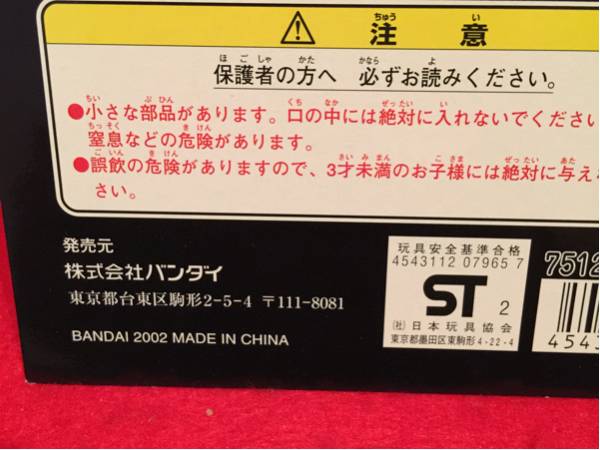 ⚠ 注意
保護者の方へ 必ずお読みください。
●小さな部品があります。口の中には絶対に入れないでくださ
窒息などの危険があります。
●誤飲の危険がありますので、3才未満のお子様には絶対に与え
さい。
発売元
株式会社バンダイ
東京都台東区駒形2-5-4 〒111-8081
BANDAI 2002 MADE IN CHINA
玩具安全基準合格
4543112 07965 7
ST 2
(社)日本玩具協会
東京都墨田区東駒形4-22-4
7512
4543